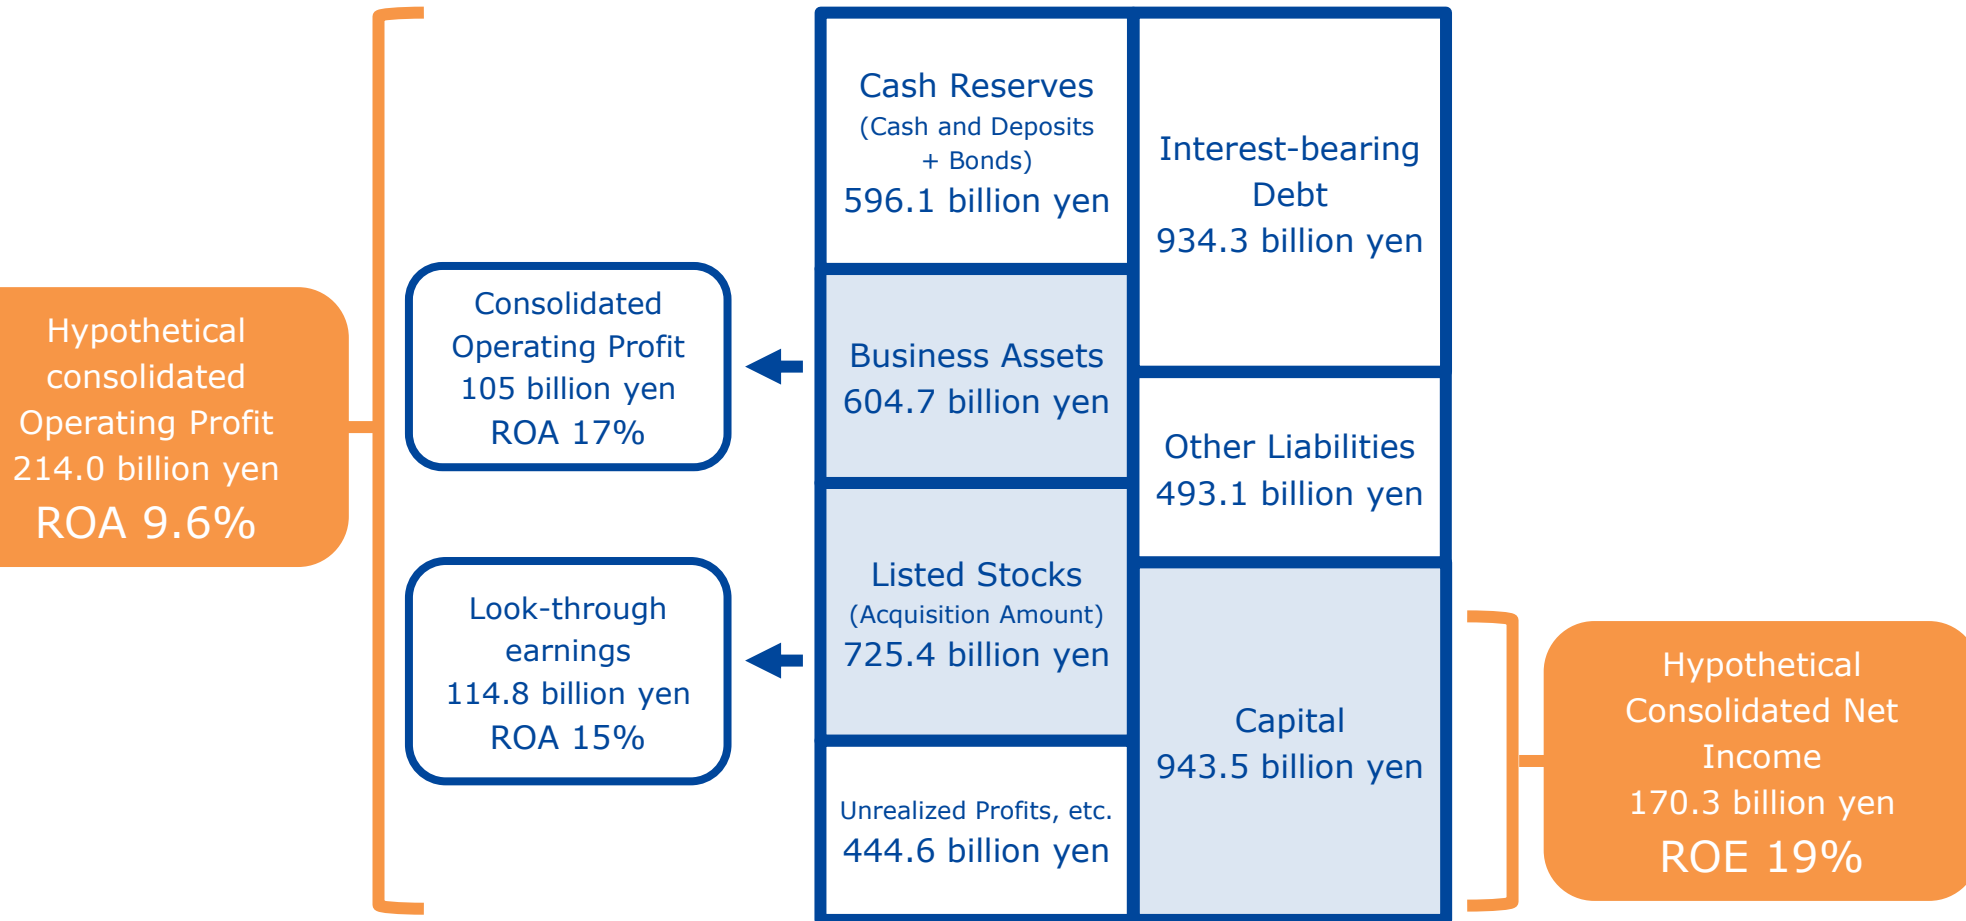 Hypothetical
consolidated
Operating Profit
214.0 billion yen
ROA 9.6%
Consolidated
Operating Profit
105 billion yen
ROA 17%
Look-through
earnings
114.8 billion yen
ROA 15%
Cash Reserves
(Cash and Deposits
+ Bonds)
596.1 billion yen
Business Assets
604.7 billion yen
Listed Stocks
(Acquisition Amount)
725.4 billion yen
Unrealized Profits, etc.
444.6 billion yen
Interest-bearing
Debt
934.3 billion yen
Other Liabilities
493.1 billion yen
Capital
943.5 billion yen
Hypothetical
Consolidated Net
Income
170.3 billion yen
ROE 19%